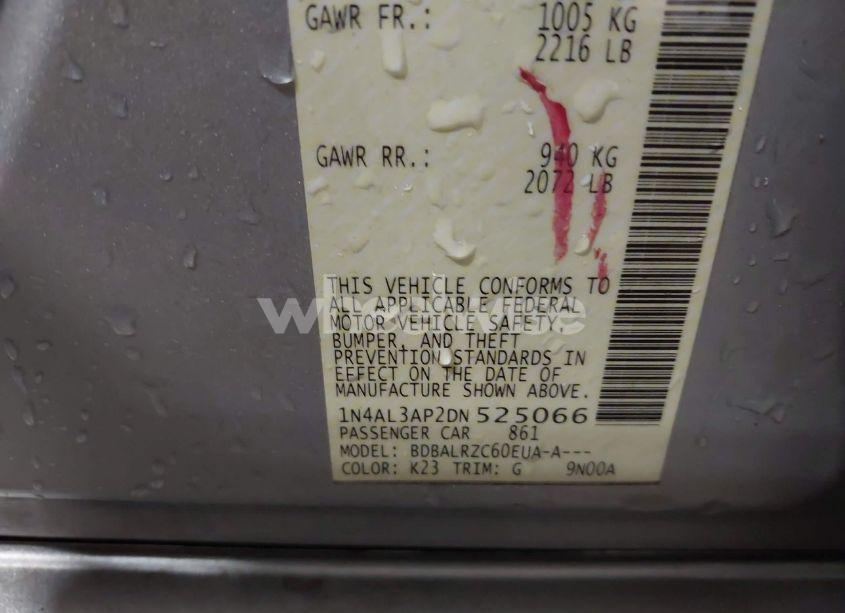 GAWR FR.: 1005 KG
2216 LB
GAWR RR.: 940 KG
2072 LB
THIS VEHICLE CONFORMS TO
ALL APPLICABLE FEDERAL
MOTOR VEHICLE SAFETY,
BUMPER, AND THEFT
PREVENTION STANDARDS IN
EFFECT ON THE DATE OF
MANUFACTURE SHOWN ABOVE.
1N4AL3AP2DN 525066
PASSENGER CAR 861
MODEL: BDBALRZC60EUA-A---
COLOR: K23 TRIM: G 9N00A